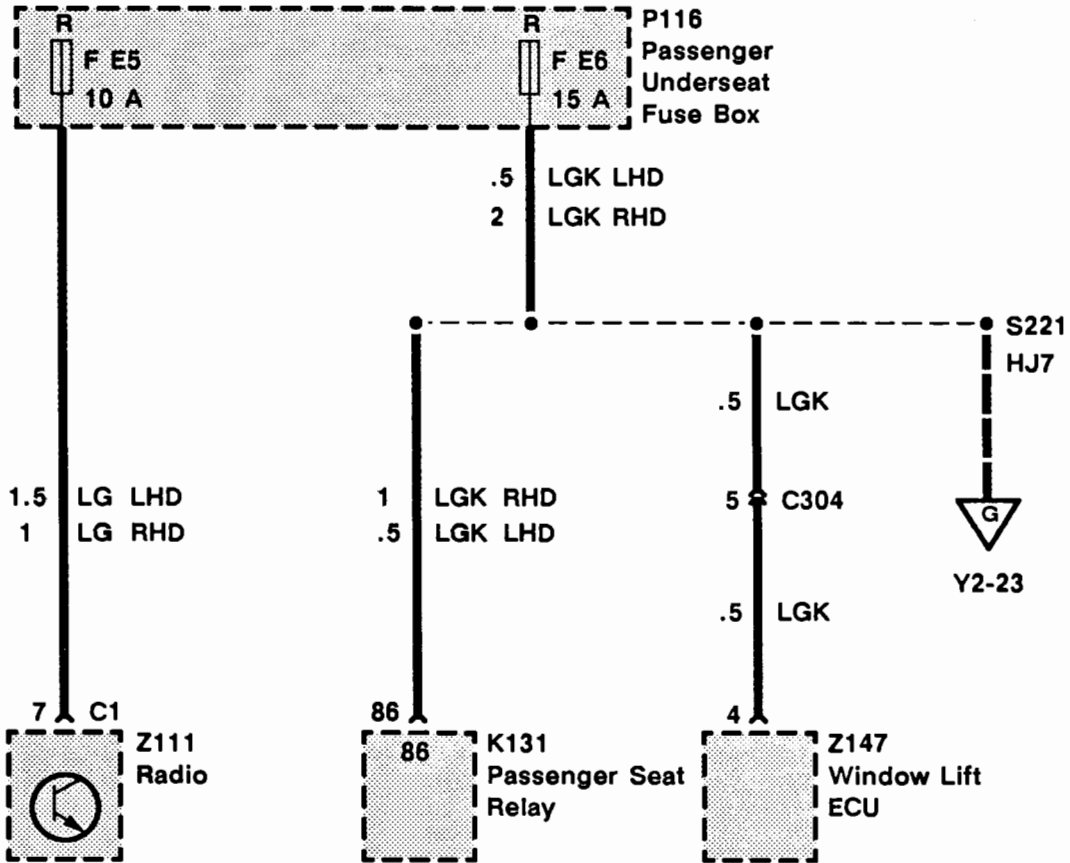 R
F E5
10 A
R
F E6
15 A
P116
Passenger
Underseat
Fuse Box
.5 LGK LHD
2 LGK RHD
S221
HJ7
.5 LGK
1.5 LG LHD
1 LG RHD
1 LGK RHD
.5 LGK LHD
5 C304
G
Y2-23
.5 LGK
7 C1
Z111
Radio
86
86
K131
Passenger Seat
Relay
4
Z147
Window Lift
ECU